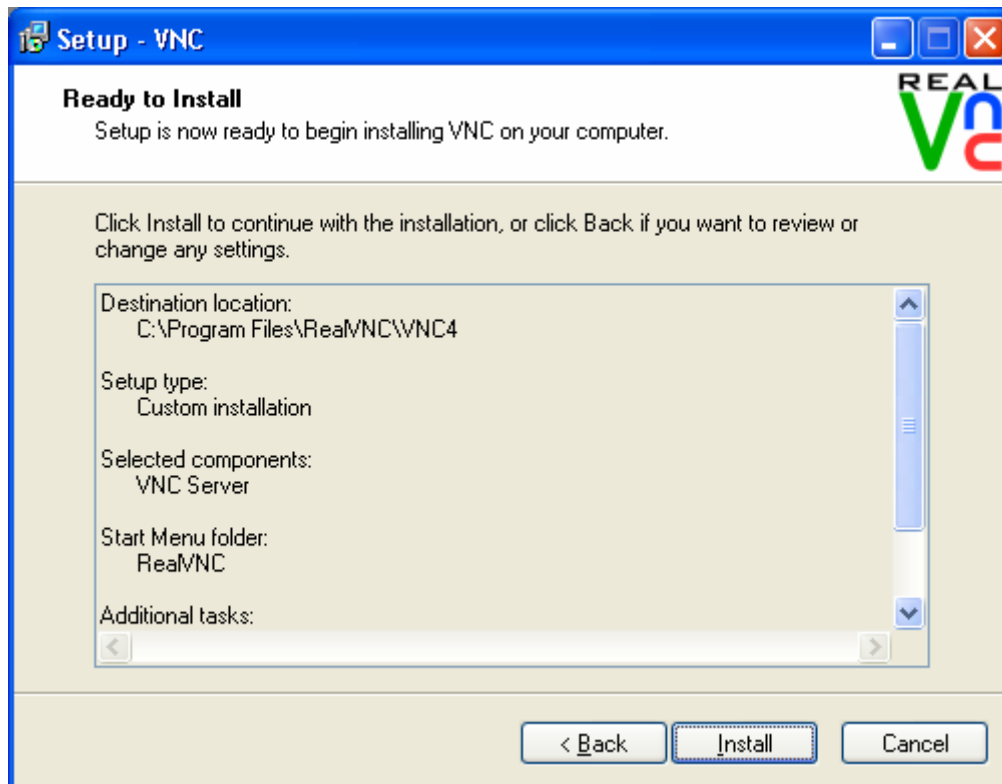 Setup - VNC
Ready to Install
Setup is now ready to begin installing VNC on your computer.
REAL
VNC
Click Install to continue with the installation, or click Back if you want to review or
change any settings.
Destination location:
C:\Program Files\RealVNC\VNC4
Setup type:
Custom installation
Selected components:
VNC Server
Start Menu folder:
RealVNC
Additional tasks:
< Back
Install
Cancel